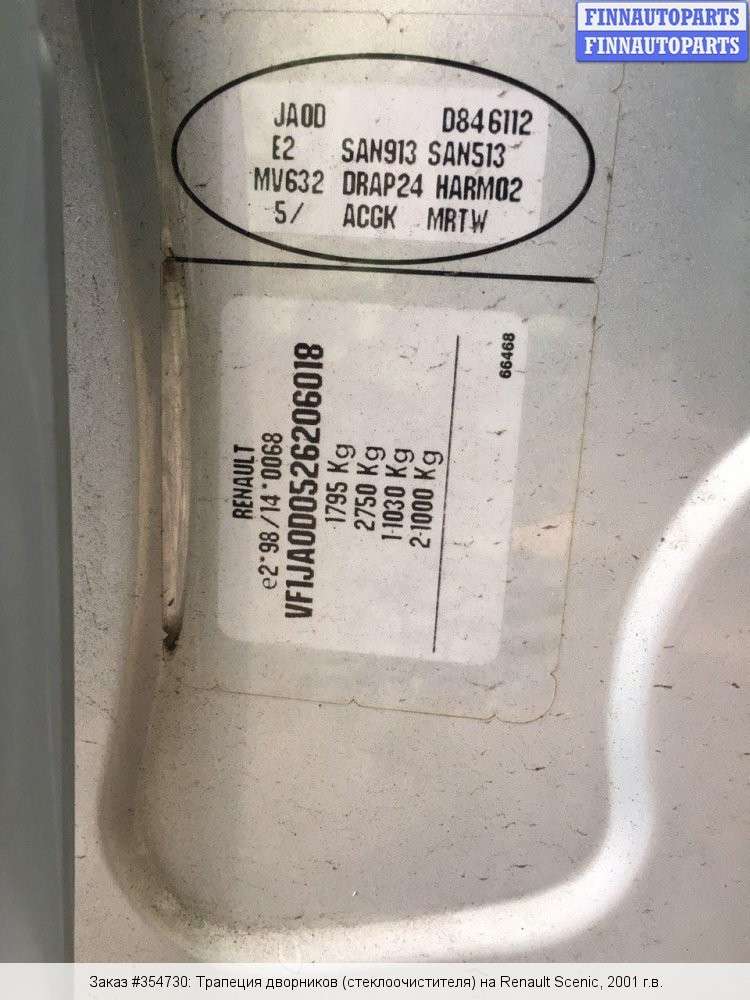 FINNAUTOPARTS
FINNAUTOPARTS
JA0D D846112
E2 SAN913 SAN513
MV632 DRAP24 HARM02
5/ ACGK MRTW
RENAULT
e2*98/14*0068
VF1JA0D0526206018
1795 Kg
2750 Kg
1-1030 Kg
2-1000 Kg
66468
Заказ #354730: Трапеция дворников (стеклоочистителя) на Renault Scenic, 2001 г.в.